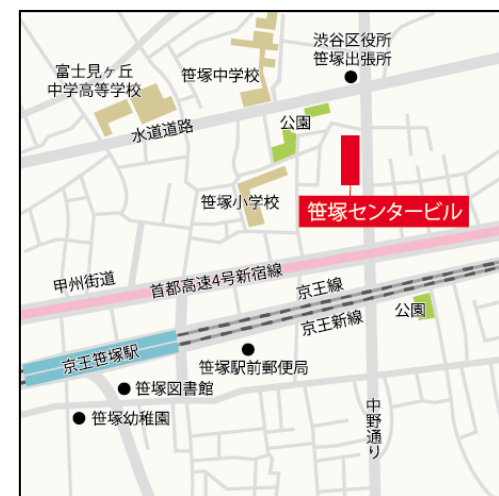 渋谷区役所
笹塚出張所
富士見ヶ丘
中学高等学校
笹塚中学校
水道道路
公園
笹塚小学校
笹塚センタービル
甲州街道
首都高速4号新宿線
京王線
京王新線
公園
京王笹塚駅
笹塚駅前郵便局
笹塚図書館
笹塚幼稚園
中野通り